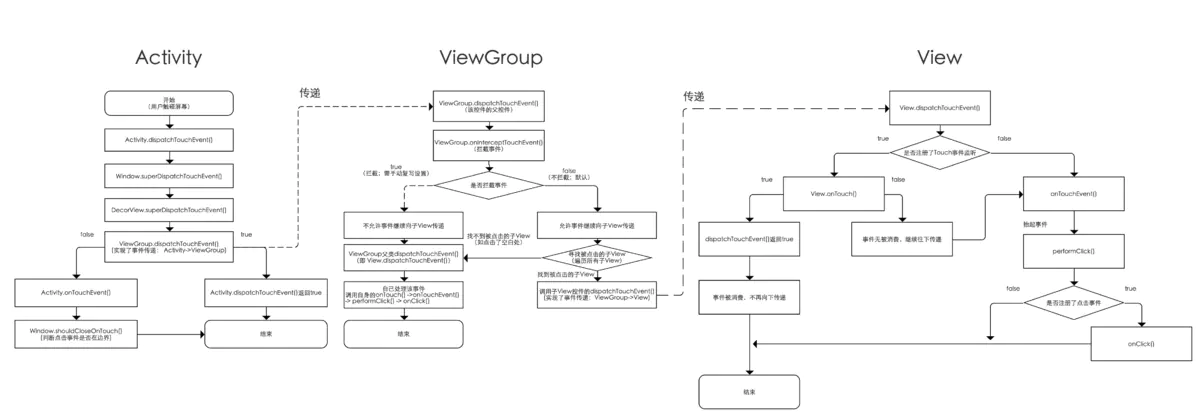 Activity
开始
(用户触碰屏幕)
Activity.dispatchTouchEvent()
Window.superDispatchTouchEvent()
DecorView.superDispatchTouchEvent()
ViewGroup.dispatchTouchEvent()
(实现了事件传递：Activity->ViewGroup)
false
true
Activity.onTouchEvent()
Activity.dispatchTouchEvent()返回true
Window.shouldCloseOnTouch()
(判断点击事件是否在边界)
结束
传递
ViewGroup
ViewGroup.dispatchTouchEvent()
(该控件的父控件)
ViewGroup.onInterceptTouchEvent()
(拦截事件)
true
(拦截：需手动复写设置)
false
(不拦截：默认)
是否拦截事件
不允许事件继续向子View传递
允许事件继续向子View传递
找不到被点击的子View
(如点击了空白处)
ViewGroup父类dispatchTouchEvent()
(即 View.dispatchTouchEvent())
寻找被点击的子View
(遍历所有子View)
找到被点击的子View
自己处理该事件
调用自身的onTouch() ->onTouchEvent()
-> performClick() -> onClick()
调用子View控件的dispatchTouchEvent()
(实现了事件传递：ViewGroup->View)
结束
传递
View
View.dispatchTouchEvent()
true
false
是否注册了Touch事件监听
true
View.onTouch()
false
onTouchEvent()
抬起事件
dispatchTouchEvent()返回true
事件无被消费，继续往下传递
performClick()
事件被消费，不再向下传递
是否注册了点击事件
false
true
onClick()
结束